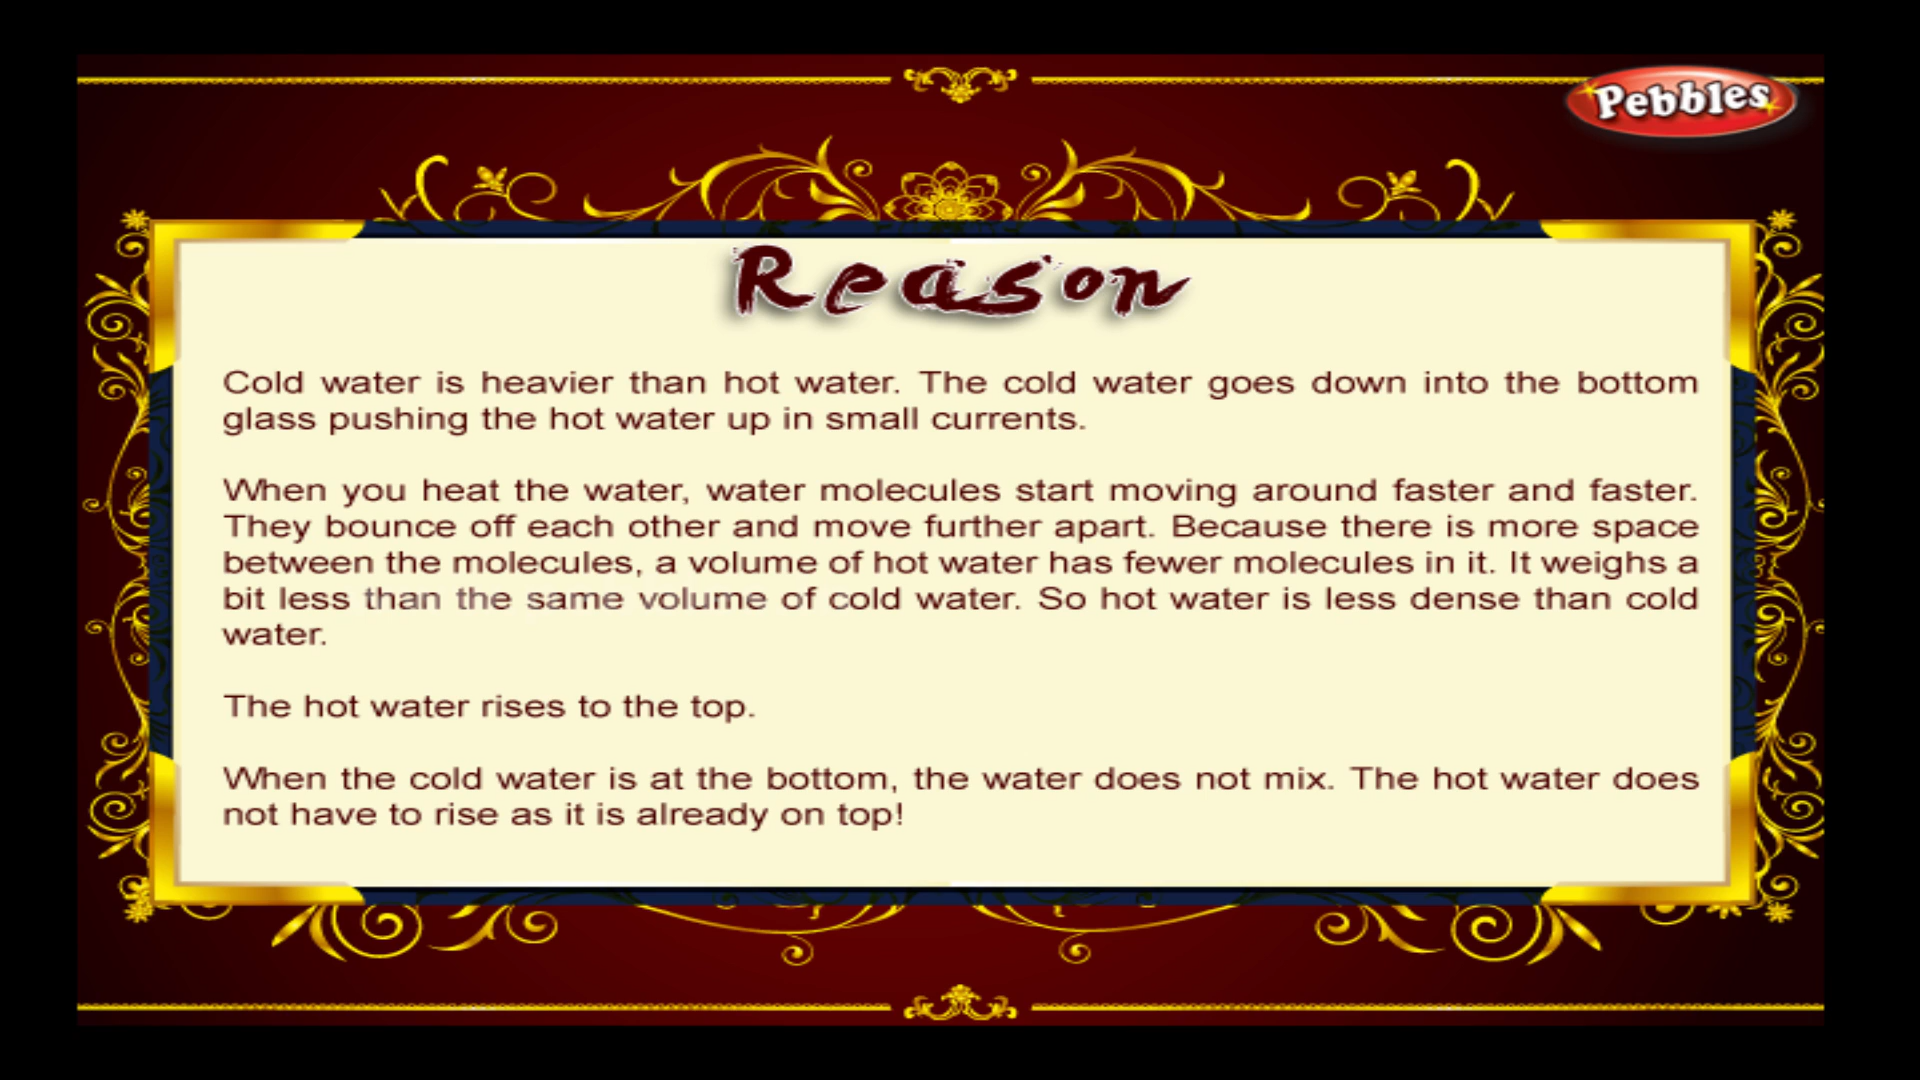 Pebbles
Reason
Cold water is heavier than hot water. The cold water goes down into the bottom
glass pushing the hot water up in small currents.
When you heat the water, water molecules start moving around faster and faster.
They bounce off each other and move further apart. Because there is more space
between the molecules, a volume of hot water has fewer molecules in it. It weighs a
bit less than the same volume of cold water. So hot water is less dense than cold
water.
The hot water rises to the top.
When the cold water is at the bottom, the water does not mix. The hot water does
not have to rise as it is already on top!